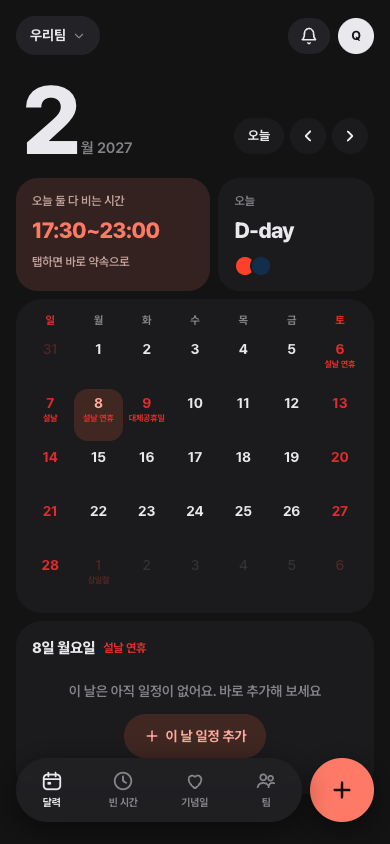 우리팀
Q
2월 2027
오늘
오늘 둘 다 비는 시간
17:30~23:00
탭하면 바로 약속으로
오늘
D-day
일 월 화 수 목 금 토
31 1 2 3 4 5 6
설날 연휴
7 8 9 10 11 12 13
설날 설날 연휴 대체공휴일
14 15 16 17 18 19 20
21 22 23 24 25 26 27
28 1 2 3 4 5 6
삼일절
8일 월요일 설날 연휴
이 날은 아직 일정이 없어요. 바로 추가해 보세요
+ 이 날 일정 추가
달력 빈 시간 기념일 팀